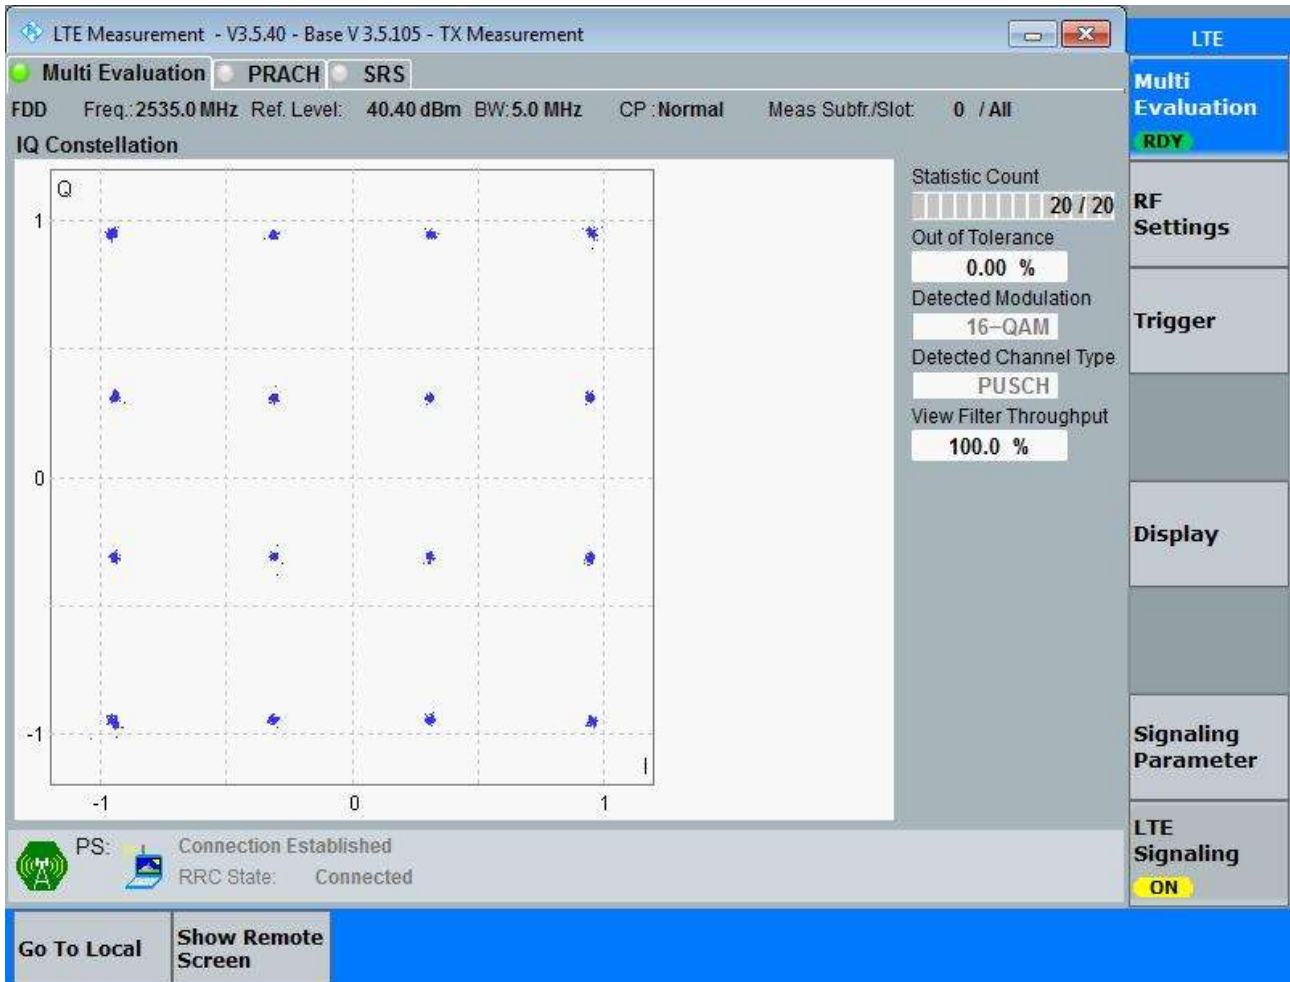 LTE Measurement - V3.5.40 - Base V 3.5.105 - TX Measurement
LTE
Multi Evaluation PRACH SRS
FDD Freq.: 2535.0 MHz Ref. Level: 40.40 dBm BW: 5.0 MHz CP : Normal Meas Subfr./Slot: 0 / All
IQ Constellation
Q
1
0
-1
I
-1 0 1
Statistic Count
20 / 20
Out of Tolerance
0.00 %
Detected Modulation
16-QAM
Detected Channel Type
PUSCH
View Filter Throughput
100.0 %
Multi
Evaluation
RDY
RF
Settings
Trigger
Display
Signaling
Parameter
LTE
Signaling
ON
PS: Connection Established
RRC State: Connected
Go To Local
Show Remote
Screen